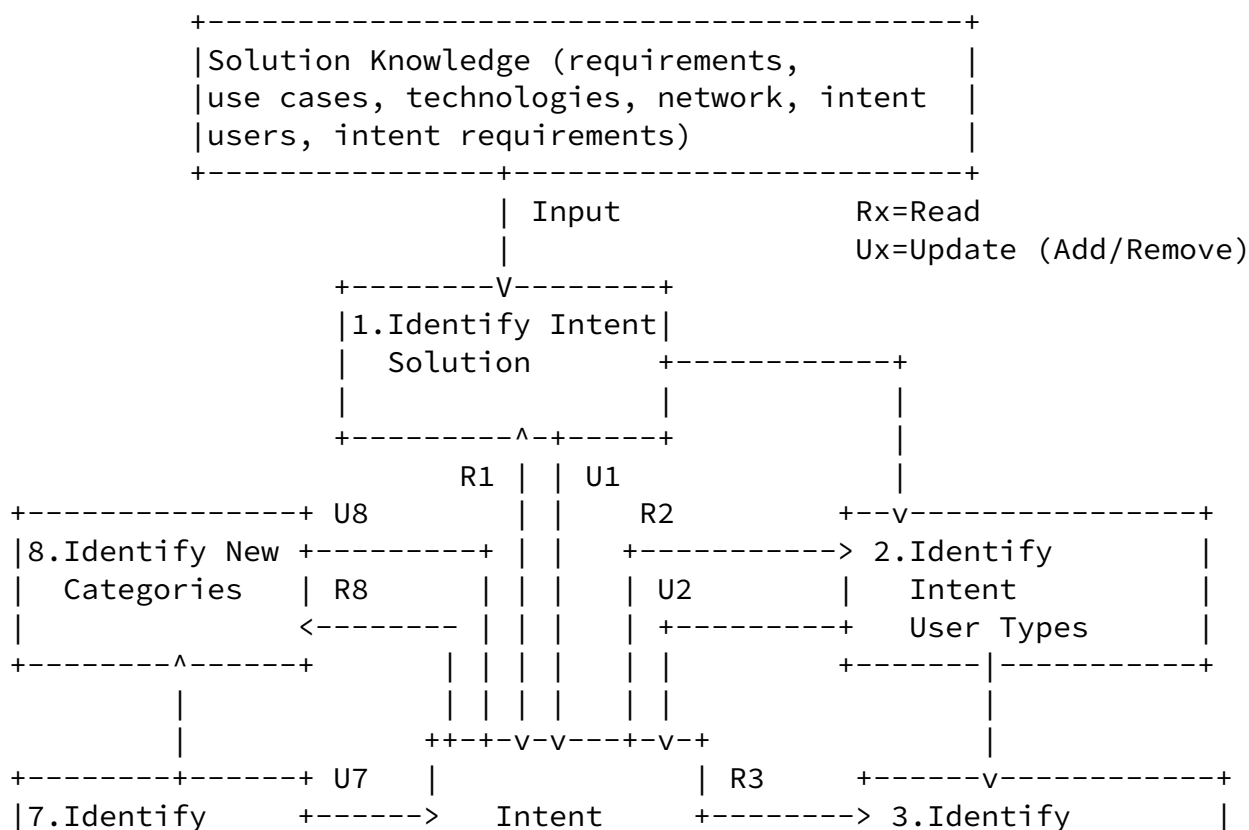 +------------------------------------------+
|Solution Knowledge (requirements,         |
|use cases, technologies, network, intent  |
|users, intent requirements)               |
+----------------+-------------------------+
| Input             Rx=Read
|                   Ux=Update (Add/Remove)
+--------V--------+
|1.Identify Intent|
|  Solution       +------------+
|                 |            |
+---------^-+-----+            |
R1 | | U1                |
+----------------+ U8        | |    R2         +--v----------------+
|8.Identify New +---------+ | |   +-----------> 2.Identify         |
|  Categories   | R8      | | |   | U2        |   Intent           |
|               <-------- | | |   | +---------+   User Types       |
+--------^------+       | | | |   | |         +-------|-----------+
|              | | | |   | |                 |
|             ++-+-v-v---+-v-+               |
+--------+------+ U7   |              | R3     +------v------------+
|7.Identify     +------>   Intent     +--------> 3.Identify        |